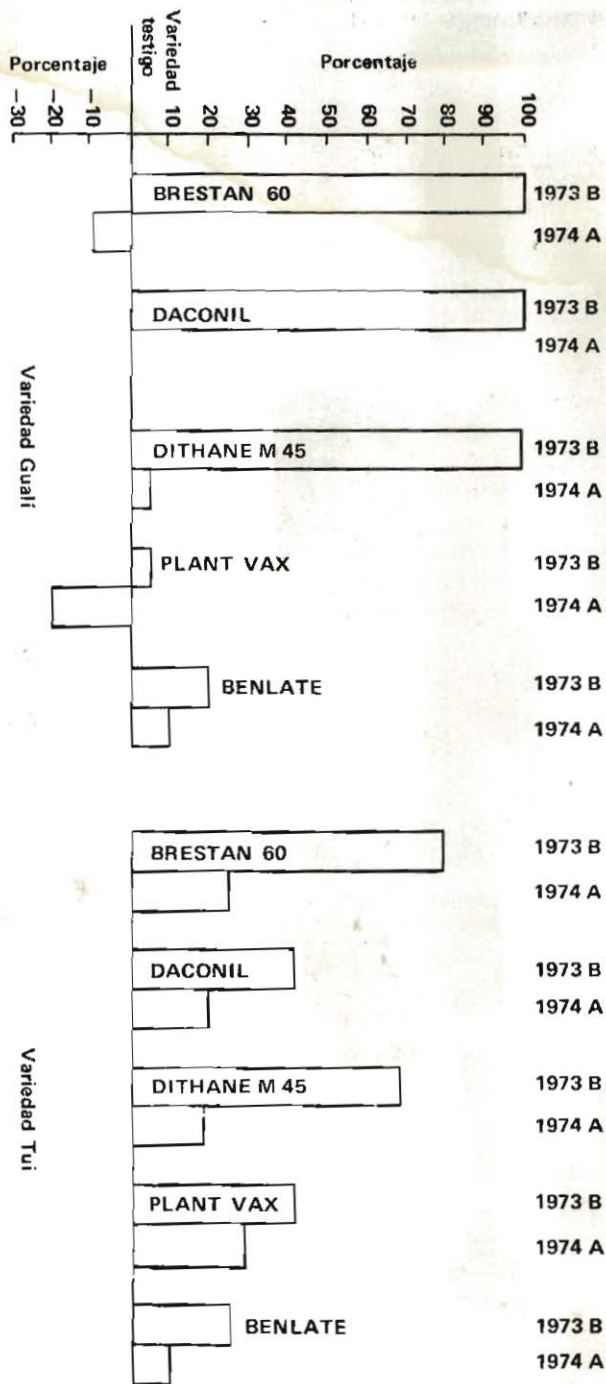 Variedad
testigo
Porcentaje
Porcentaje
-30
-20
-10
10
20
30
40
50
60
70
80
90
100
BRESTAN 60
1973 B
1974 A
DACONIL
1973 B
1974 A
DITHANE M 45
1973 B
1974 A
PLANT VAX
1973 B
1974 A
BENLATE
1973 B
1974 A
Variedad Gualí
BRESTAN 60
1973 B
1974 A
DACONIL
1973 B
1974 A
DITHANE M 45
1973 B
1974 A
PLANT VAX
1973 B
1974 A
BENLATE
1973 B
1974 A
Variedad Tui